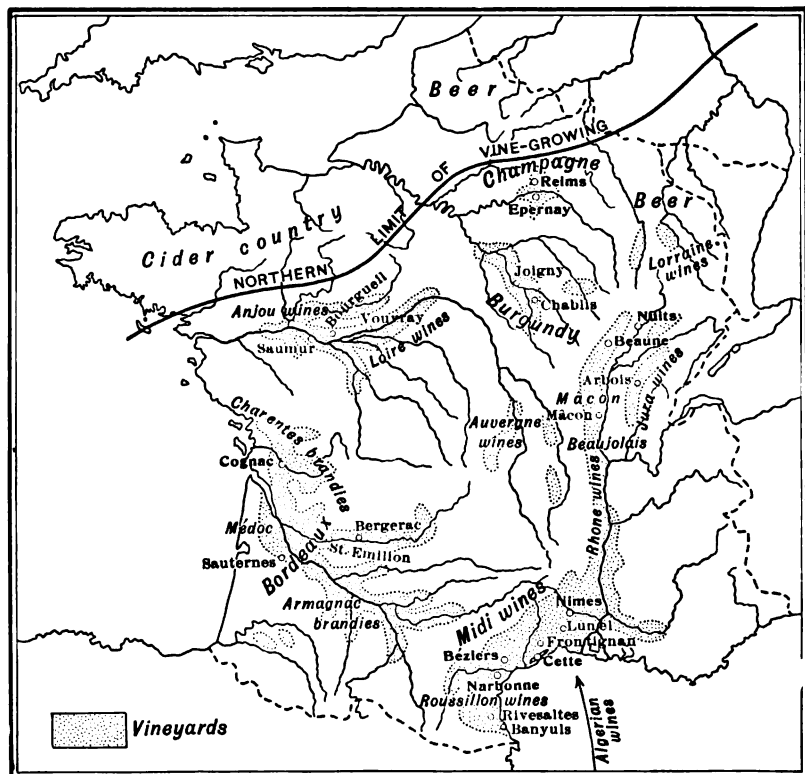 Beer
NORTHERN LIMIT OF VINE-GROWING
Champagne
Reims
Epernay
Beer
Cider country
Lorraine
wines
Joigny
Chablis
Burgundy
Anjou wines
Bourgueil
Vouvray
Saumur
Loire wines
Nuits
Beaune
Arbois
Jura wines
Mâcon
Mâcon
Beaujolais
Auvergne
wines
Charentes brandies
Cognac
Rhone wines
Médoc
Bergerac
St. Emilion
Sauternes
Bordeaux
Armagnac
brandies
Midi wines
Nîmes
Lunel
Frontignan
Béziers
Cette
Narbonne
Roussillon wines
Rivesaltes
Banyuls
Algerian
wines
Vineyards